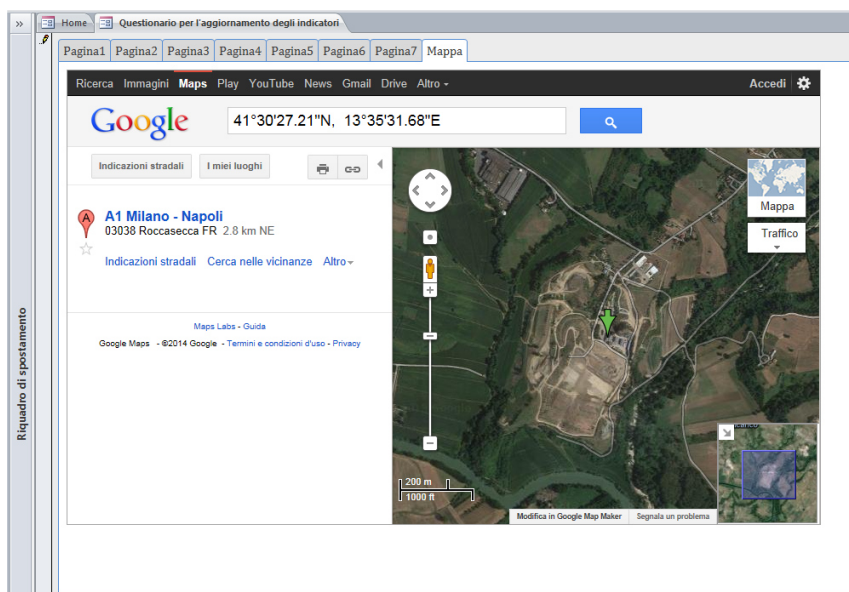 » Home Questionario per l'aggiornamento degli indicatori
Pagina1 Pagina2 Pagina3 Pagina4 Pagina5 Pagina6 Pagina7 Mappa
Ricerca Immagini Maps Play YouTube News Gmail Drive Altro Accedi
Google 41°30'27.21"N, 13°35'31.68"E
Indicazioni stradali I miei luoghi
A A1 Milano - Napoli
03038 Roccasecca FR 2.8 km NE
Indicazioni stradali Cerca nelle vicinanze Altro
Maps Labs - Guida
Google Maps - ©2014 Google - Termini e condizioni d'uso - Privacy
Mappa
Traffico
200 m
1000 ft
Modifica in Google Map Maker Segnala un problema
Riquadro di spostamento